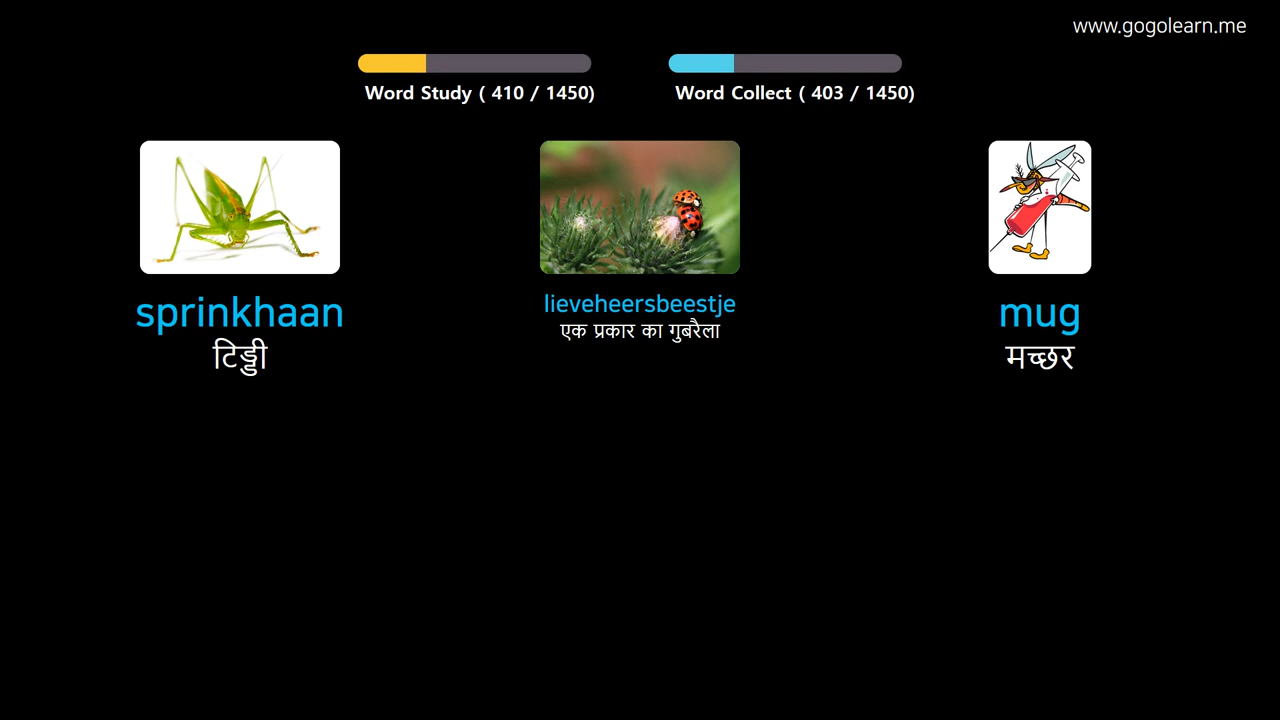 www.gogolearn.me
Word Study ( 410 / 1450)
Word Collect ( 403 / 1450)
sprinkhaan
टिड्डी
lieveheersbeestje
एक प्रकार का गुबरैला
mug
मच्छर